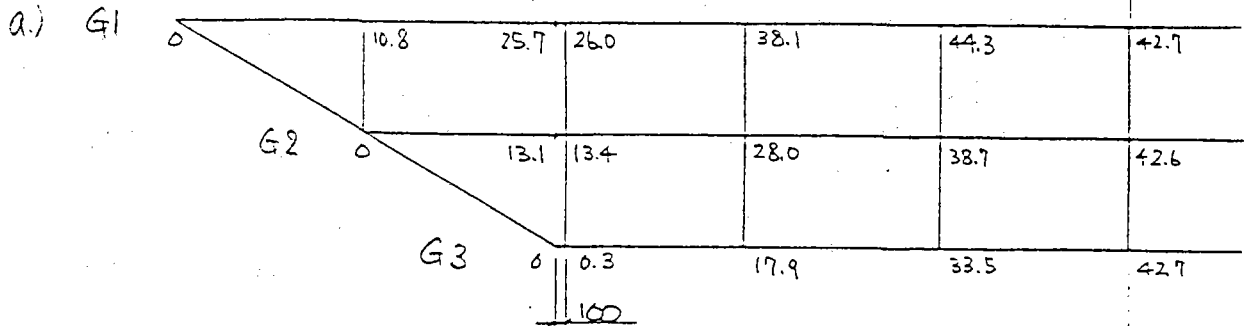 a.) G1 0 10.8 25.7 26.0 38.1 44.3 42.7
G2 0 13.1 13.4 28.0 38.7 42.6
G3 0 0.3 17.9 33.5 42.7
100